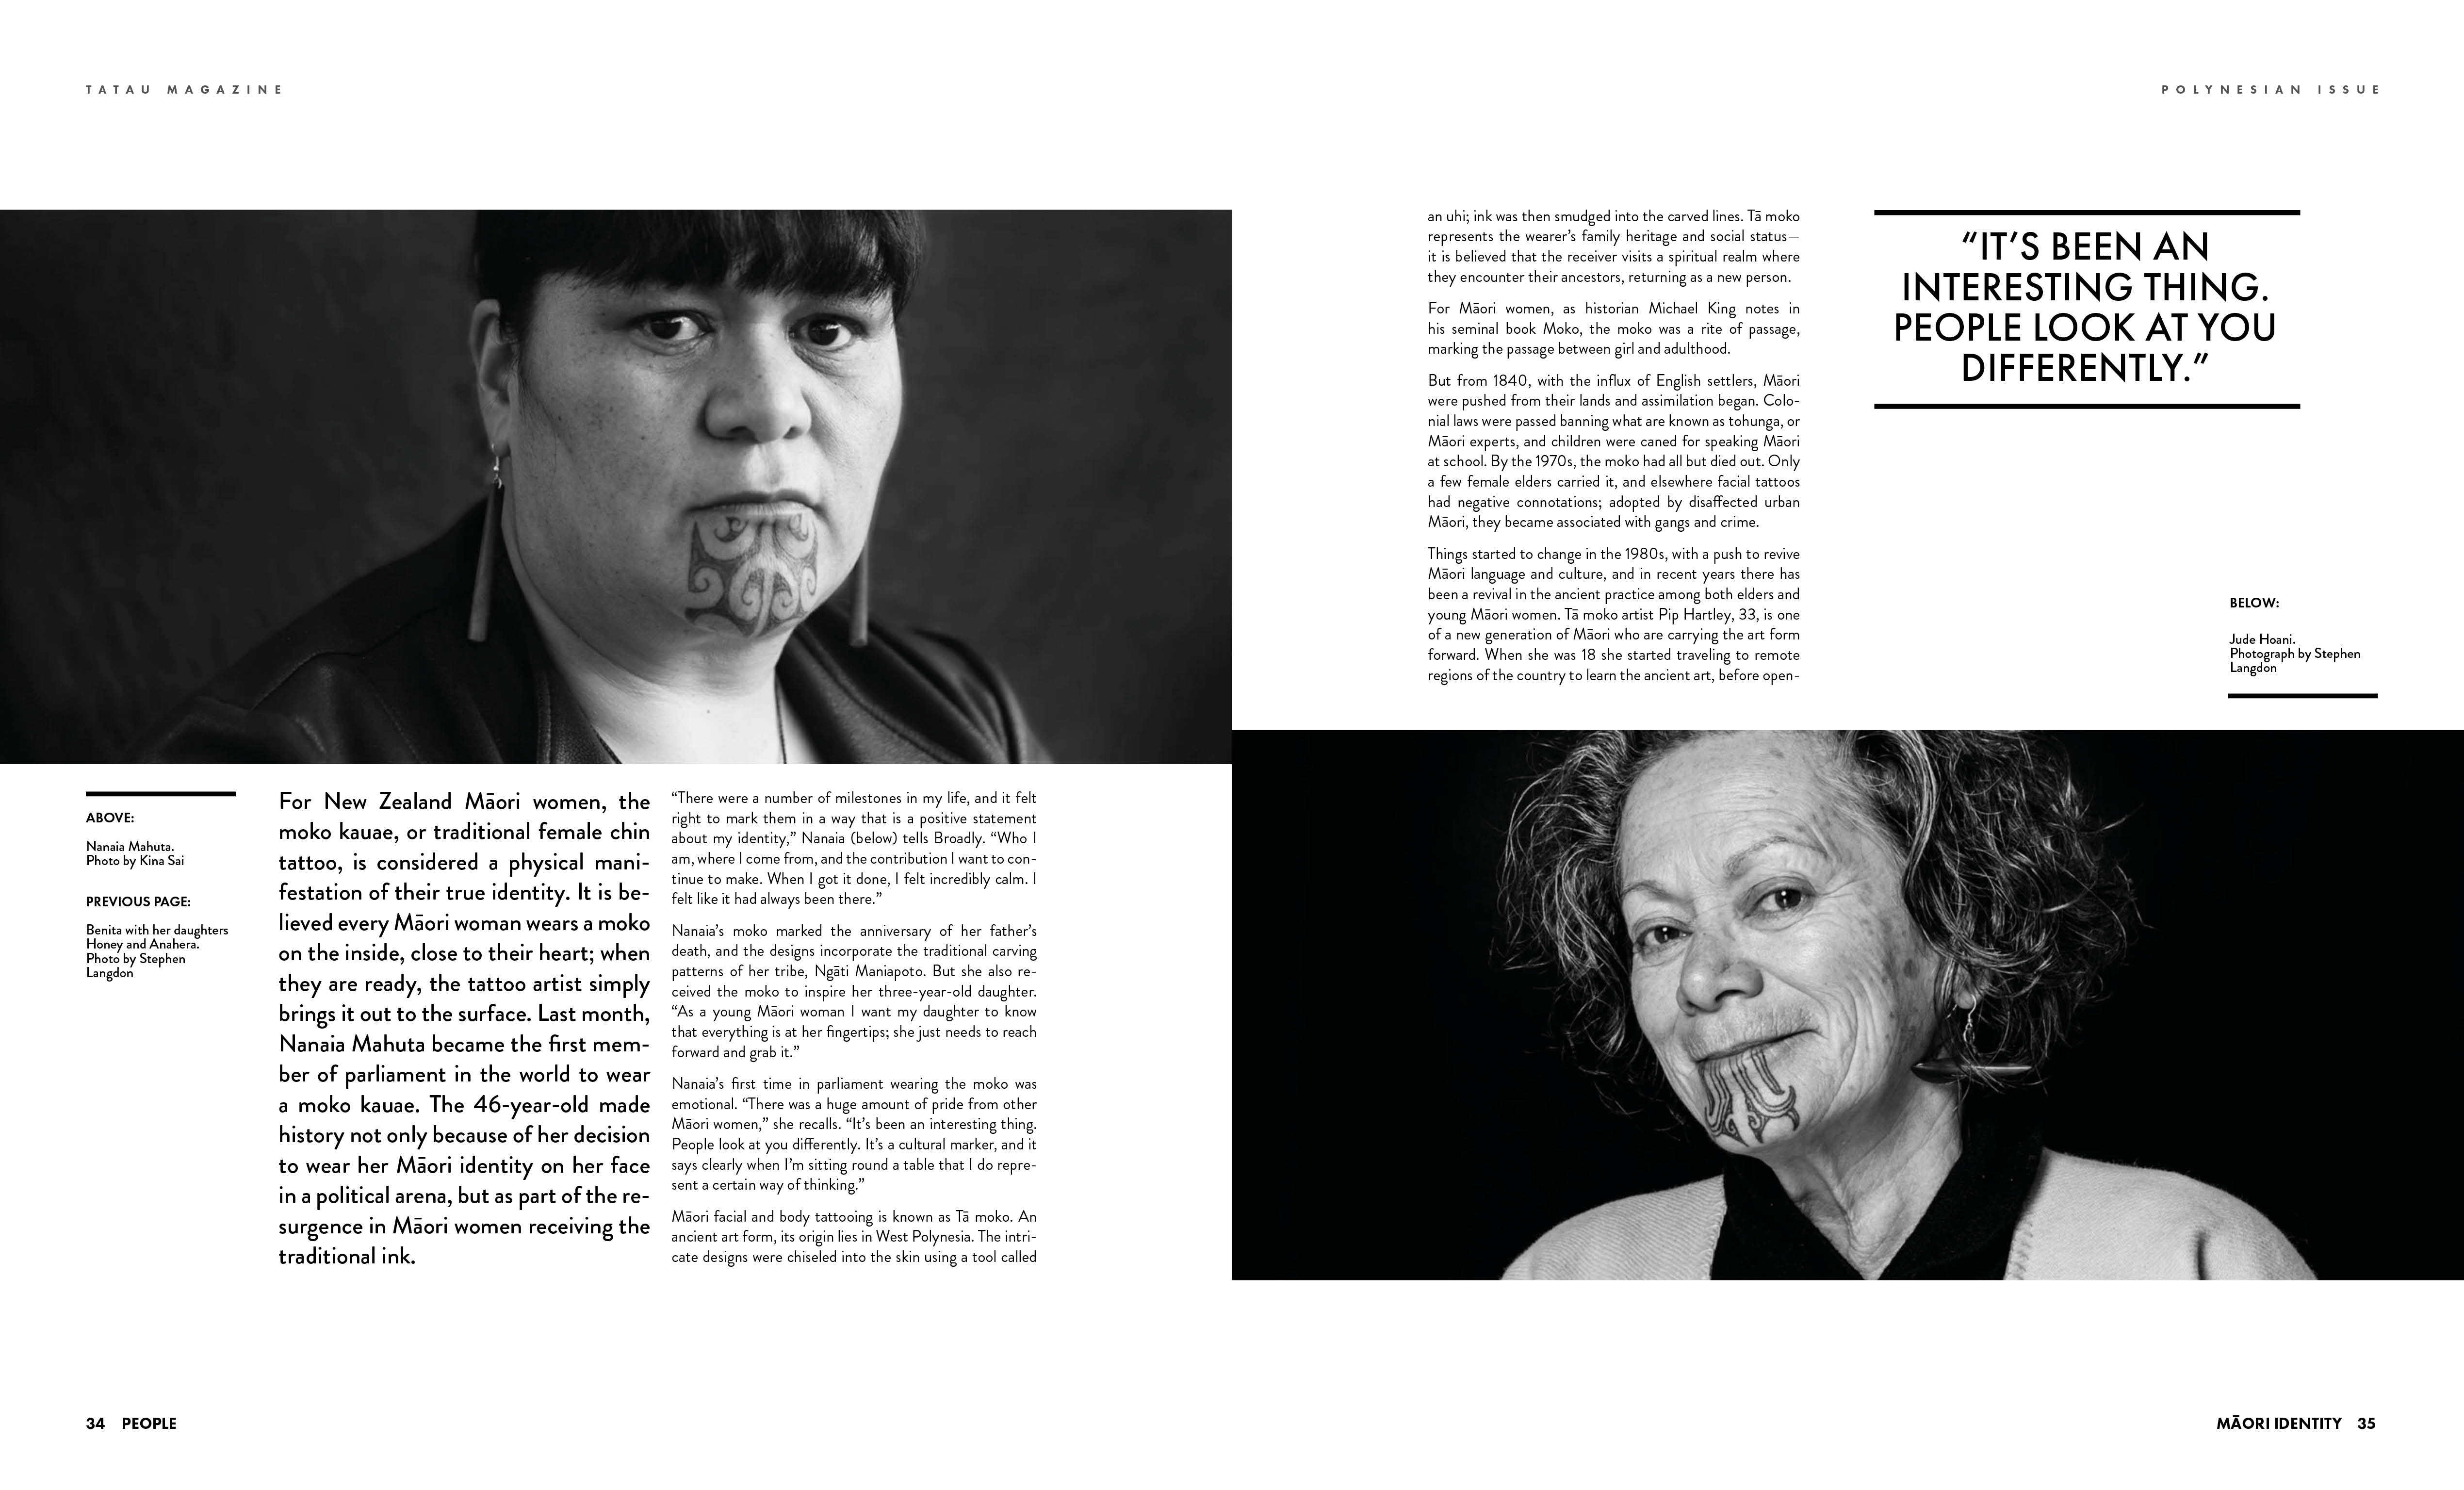 TATAU MAGAZINE
POLYNESIAN ISSUE
ABOVE:
Nanaia Mahuta.
Photo by Kina Sai
PREVIOUS PAGE:
Benita with her daughters
Honey and Anahera.
Photo by Stephen
Langdon
For New Zealand Māori women, the
moko kauae, or traditional female chin
tattoo, is considered a physical mani-
festation of their true identity. It is be-
lieved every Māori woman wears a moko
on the inside, close to their heart; when
they are ready, the tattoo artist simply
brings it out to the surface. Last month,
Nanaia Mahuta became the first mem-
ber of parliament in the world to wear
a moko kauae. The 46-year-old made
history not only because of her decision
to wear her Māori identity on her face
in a political arena, but as part of the re-
surgence in Māori women receiving the
traditional ink.
“There were a number of milestones in my life, and it felt
right to mark them in a way that is a positive statement
about my identity,” Nanaia (below) tells Broadly. “Who I
am, where I come from, and the contribution I want to con-
tinue to make. When I got it done, I felt incredibly calm. I
felt like it had always been there.”
Nanaia’s moko marked the anniversary of her father’s
death, and the designs incorporate the traditional carving
patterns of her tribe, Ngāti Maniapoto. But she also re-
ceived the moko to inspire her three-year-old daughter.
“As a young Māori woman I want my daughter to know
that everything is at her fingertips; she just needs to reach
forward and grab it.”
Nanaia’s first time in parliament wearing the moko was
emotional. “There was a huge amount of pride from other
Māori women,” she recalls. “It’s been an interesting thing.
People look at you differently. It’s a cultural marker, and it
says clearly when I’m sitting round a table that I do repre-
sent a certain way of thinking.”
Māori facial and body tattooing is known as Tā moko. An
ancient art form, its origin lies in West Polynesia. The intri-
cate designs were chiseled into the skin using a tool called
an uhi; ink was then smudged into the carved lines. Tā moko
represents the wearer’s family heritage and social status—
it is believed that the receiver visits a spiritual realm where
they encounter their ancestors, returning as a new person.
For Māori women, as historian Michael King notes in
his seminal book Moko, the moko was a rite of passage,
marking the passage between girl and adulthood.
But from 1840, with the influx of English settlers, Māori
were pushed from their lands and assimilation began. Colo-
nial laws were passed banning what are known as tohunga, or
Māori experts, and children were caned for speaking Māori
at school. By the 1970s, the moko had all but died out. Only
a few female elders carried it, and elsewhere facial tattoos
had negative connotations; adopted by disaffected urban
Māori, they became associated with gangs and crime.
Things started to change in the 1980s, with a push to revive
Māori language and culture, and in recent years there has
been a revival in the ancient practice among both elders and
young Māori women. Tā moko artist Pip Hartley, 33, is one
of a new generation of Māori who are carrying the art form
forward. When she was 18 she started traveling to remote
regions of the country to learn the ancient art, before open-
“IT’S BEEN AN
INTERESTING THING.
PEOPLE LOOK AT YOU
DIFFERENTLY.”
BELOW:
Jude Hoani.
Photograph by Stephen
Langdon
34 PEOPLE
MĀORI IDENTITY 35